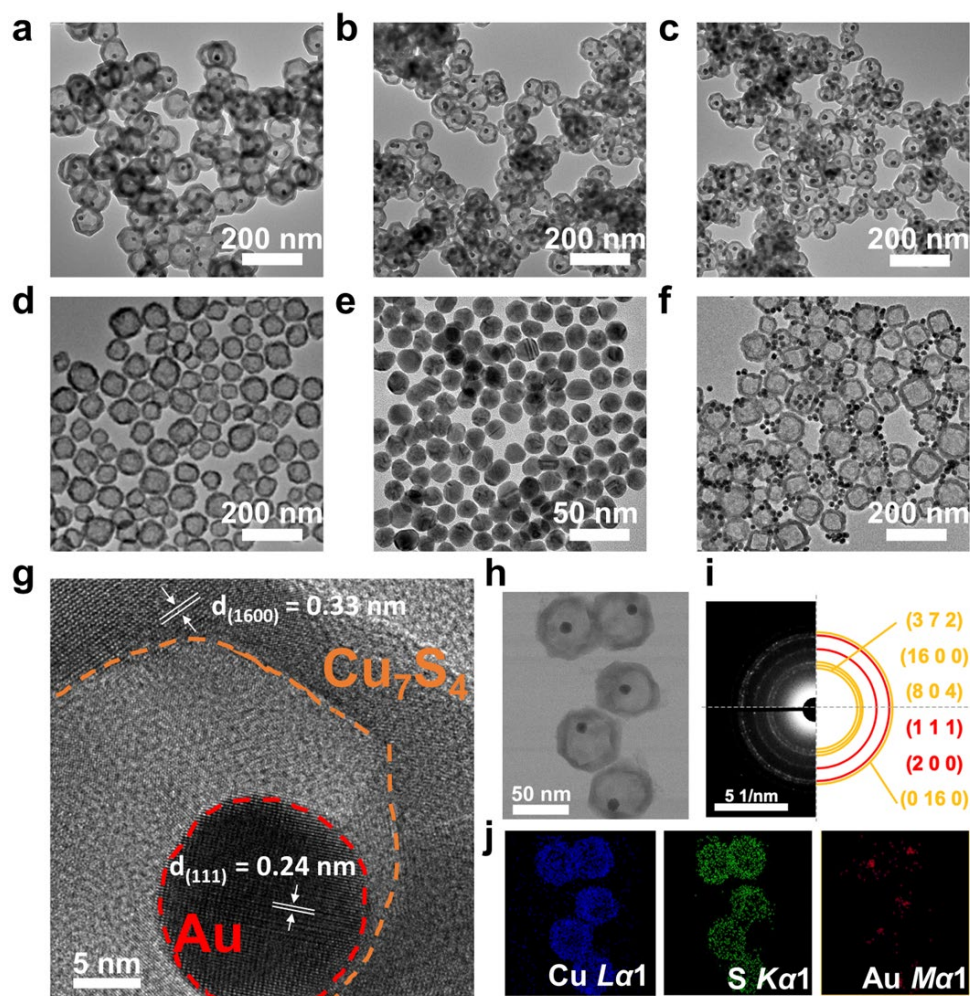 a
b
c
200 nm
200 nm
200 nm
d
e
f
200 nm
50 nm
200 nm
g
d(1600) = 0.33 nm
Cu7S4
d(111) = 0.24 nm
Au
5 nm
h
50 nm
i
(3 7 2)
(16 0 0)
(8 0 4)
(1 1 1)
(2 0 0)
(0 16 0)
5 1/nm
j
Cu Lα1
S Kα1
Au Mα1